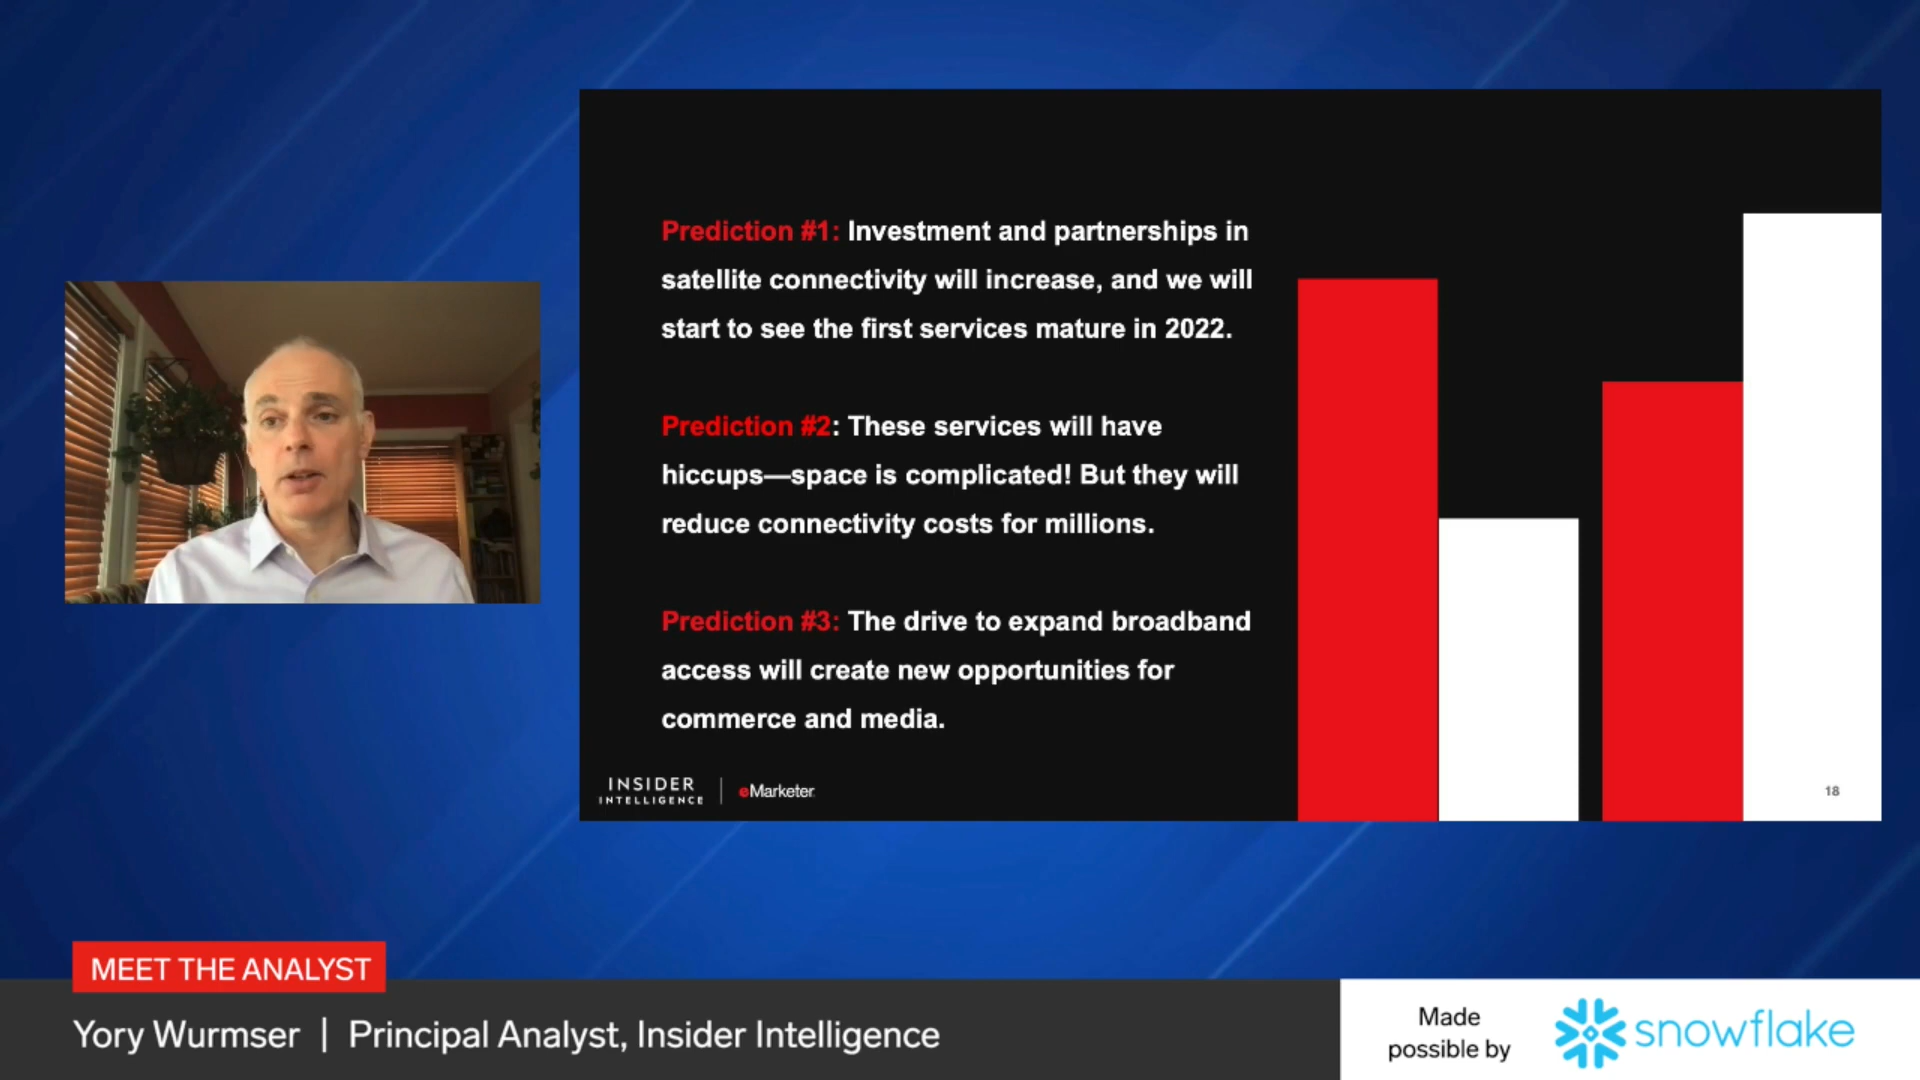 Prediction #1: Investment and partnerships in
satellite connectivity will increase, and we will
start to see the first services mature in 2022.
Prediction #2: These services will have
hiccups—space is complicated! But they will
reduce connectivity costs for millions.
Prediction #3: The drive to expand broadband
access will create new opportunities for
commerce and media.
INSIDER
INTELLIGENCE
eMarketer
18
MEET THE ANALYST
Yory Wurmser | Principal Analyst, Insider Intelligence
Made
possible by
snowflake